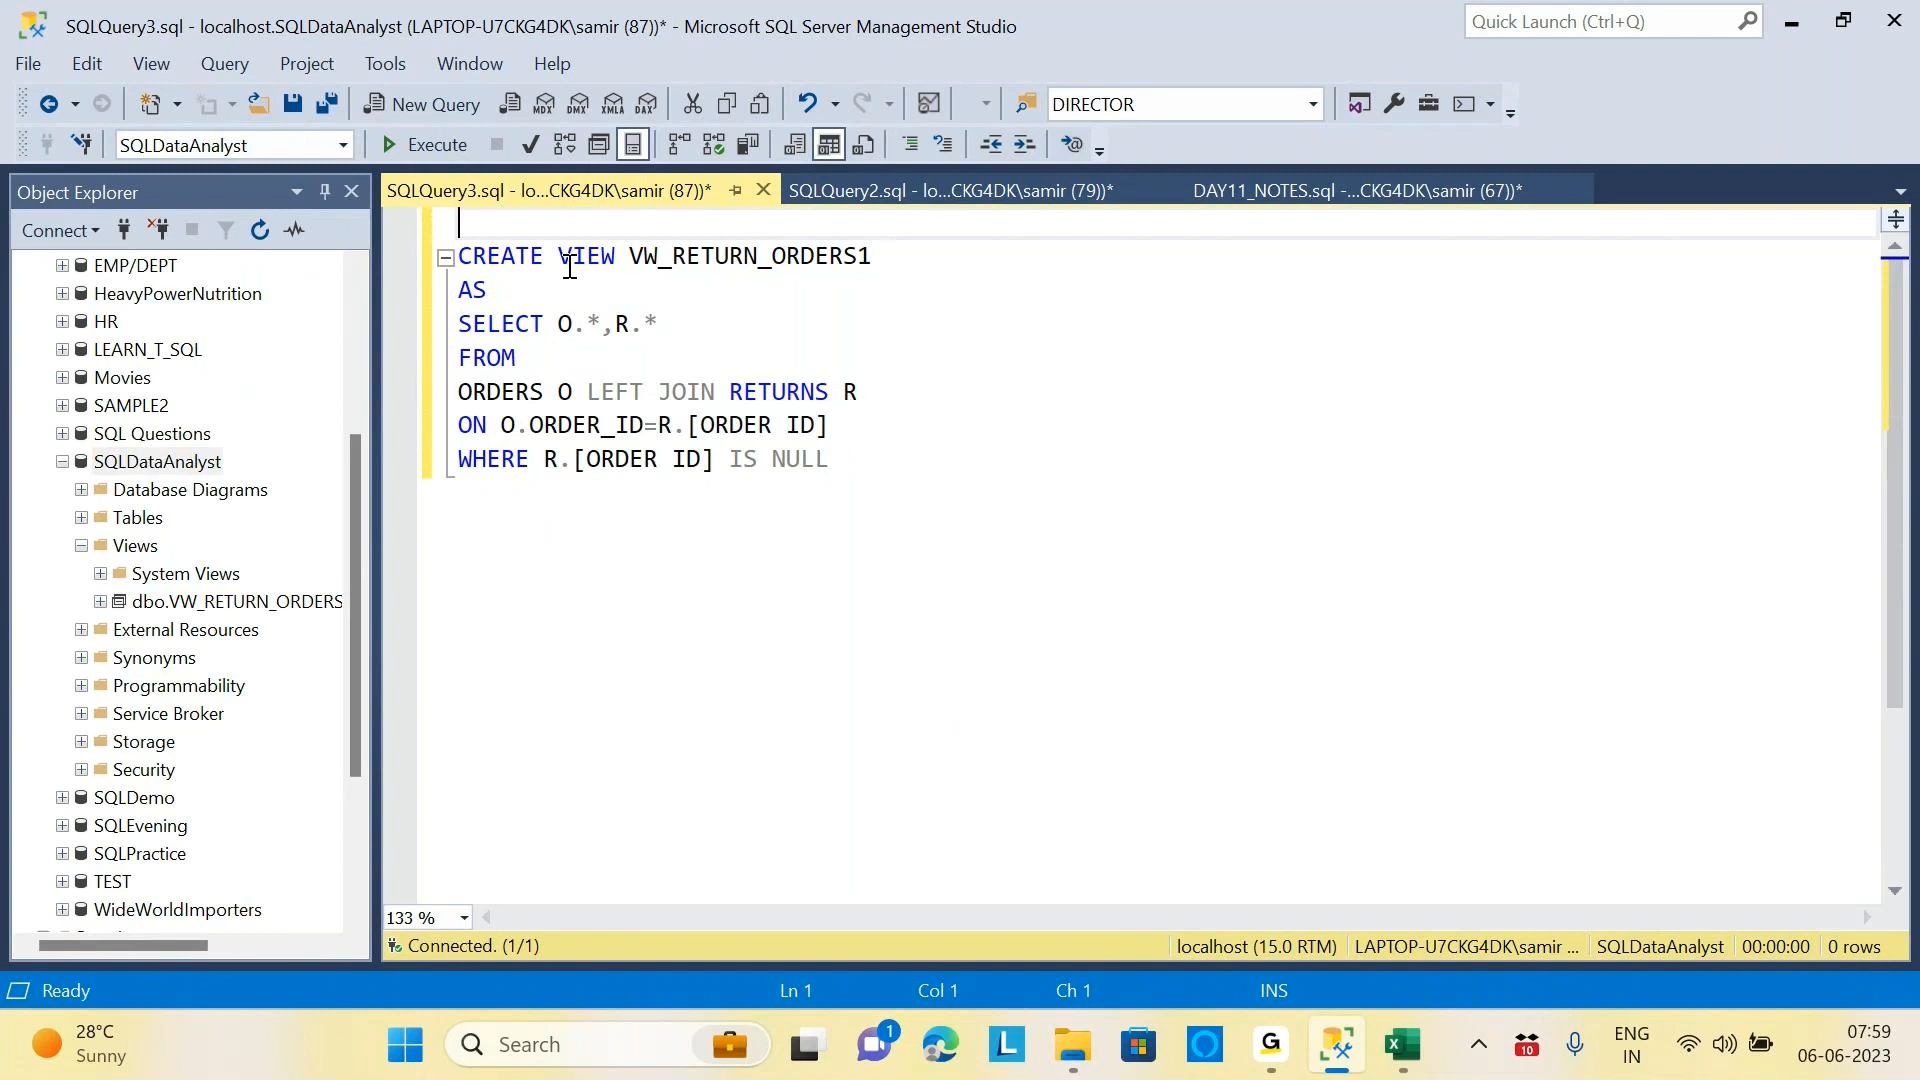 SQLQuery3.sql - localhost.SQLDataAnalyst (LAPTOP-U7CKG4DK\samir (87))* - Microsoft SQL Server Management Studio
Quick Launch (Ctrl+Q)
File Edit View Query Project Tools Window Help
New Query
MDX DMX XMLA DAX
DIRECTOR
SQLDataAnalyst
Execute
Object Explorer
SQLQuery3.sql - lo...CKG4DK\samir (87))*
SQLQuery2.sql - lo...CKG4DK\samir (79))*
DAY11_NOTES.sql -...CKG4DK\samir (67))*
Connect
EMP/DEPT
HeavyPowerNutrition
HR
LEARN_T_SQL
Movies
SAMPLE2
SQL Questions
SQLDataAnalyst
Database Diagrams
Tables
Views
System Views
dbo.VW_RETURN_ORDERS
External Resources
Synonyms
Programmability
Service Broker
Storage
Security
SQLDemo
SQLEvening
SQLPractice
TEST
WideWorldImporters
CREATE VIEW VW_RETURN_ORDERS1
AS
SELECT O.*,R.*
FROM
ORDERS O LEFT JOIN RETURNS R
ON O.ORDER_ID=R.[ORDER ID]
WHERE R.[ORDER ID] IS NULL
133 %
Connected. (1/1)
localhost (15.0 RTM)
LAPTOP-U7CKG4DK\samir ...
SQLDataAnalyst
00:00:00
0 rows
Ready
Ln 1
Col 1
Ch 1
INS
28°C
Sunny
Search
1
L
G
X
10
ENG
IN
07:59
06-06-2023